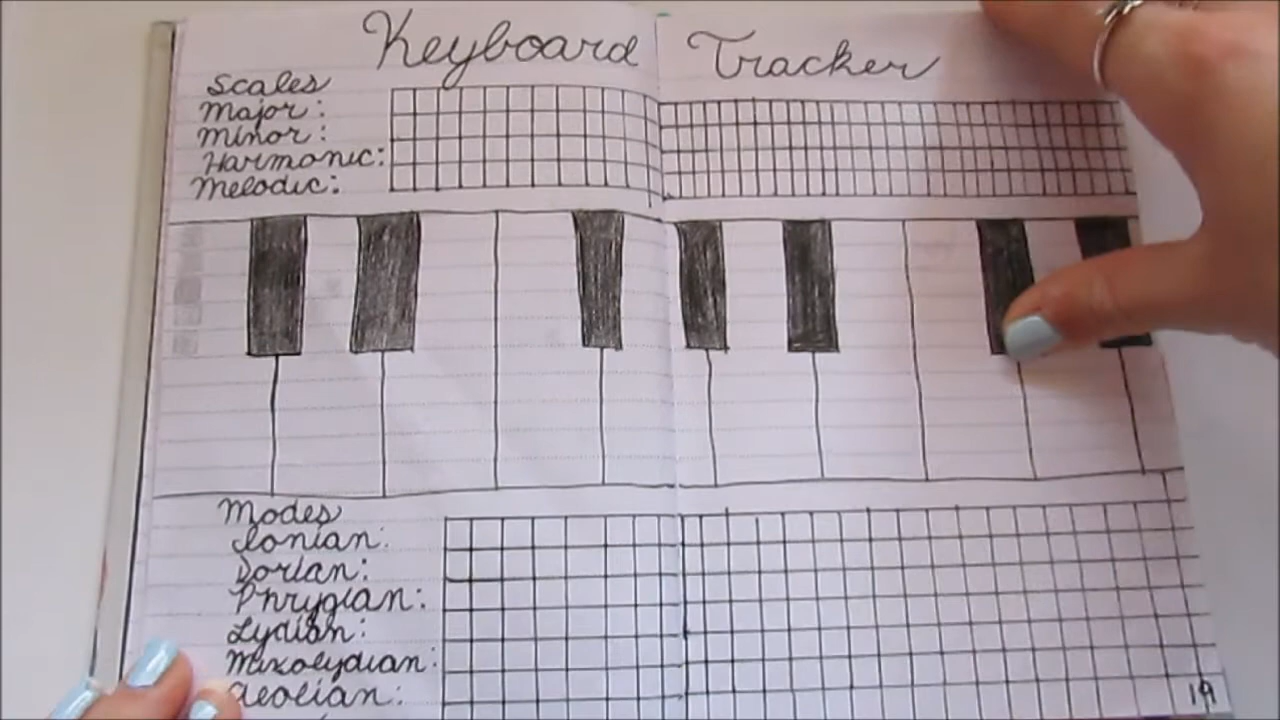 Keyboard Tracker
Scales
Major:
Minor:
Harmonic:
Melodic:
Modes
Ionian:
Dorian:
Phrygian:
Lydian:
Mixolydian:
Aeolian:
19